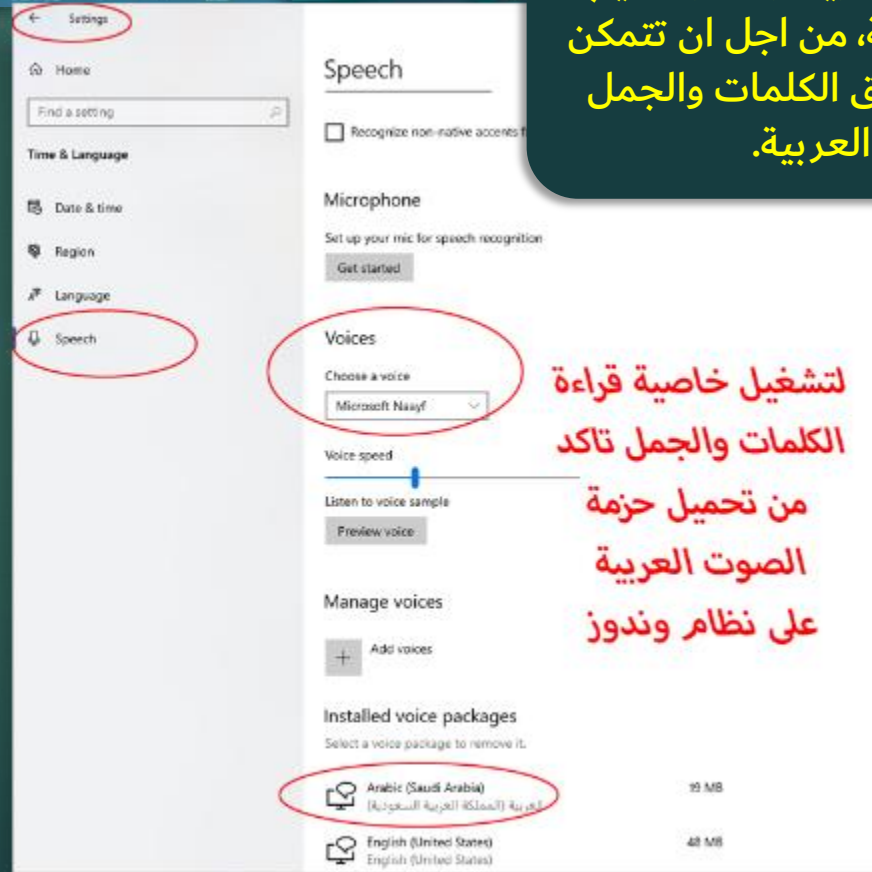 Settings
Home
Find a setting
Time & Language
Date & time
Region
Language
Speech
من اجل ان تتمكن
الكلمات والجمل
العربية.
Speech
Recognize non-native accents
Microphone
Set up your mic for speech recognition
Get started
Voices
Choose a voice
Microsoft Naayf
Voice speed
Listen to voice sample
Preview voice
Manage voices
Add voices
Installed voice packages
Select a voice package to remove it.
Arabic (Saudi Arabia) 19 MB
العربية (المملكة العربية السعودية)
English (United States) 48 MB
English (United States)
لتشغيل خاصية قراءة
الكلمات والجمل تاكد
من تحميل حزمة
الصوت العربية
على نظام وندوز